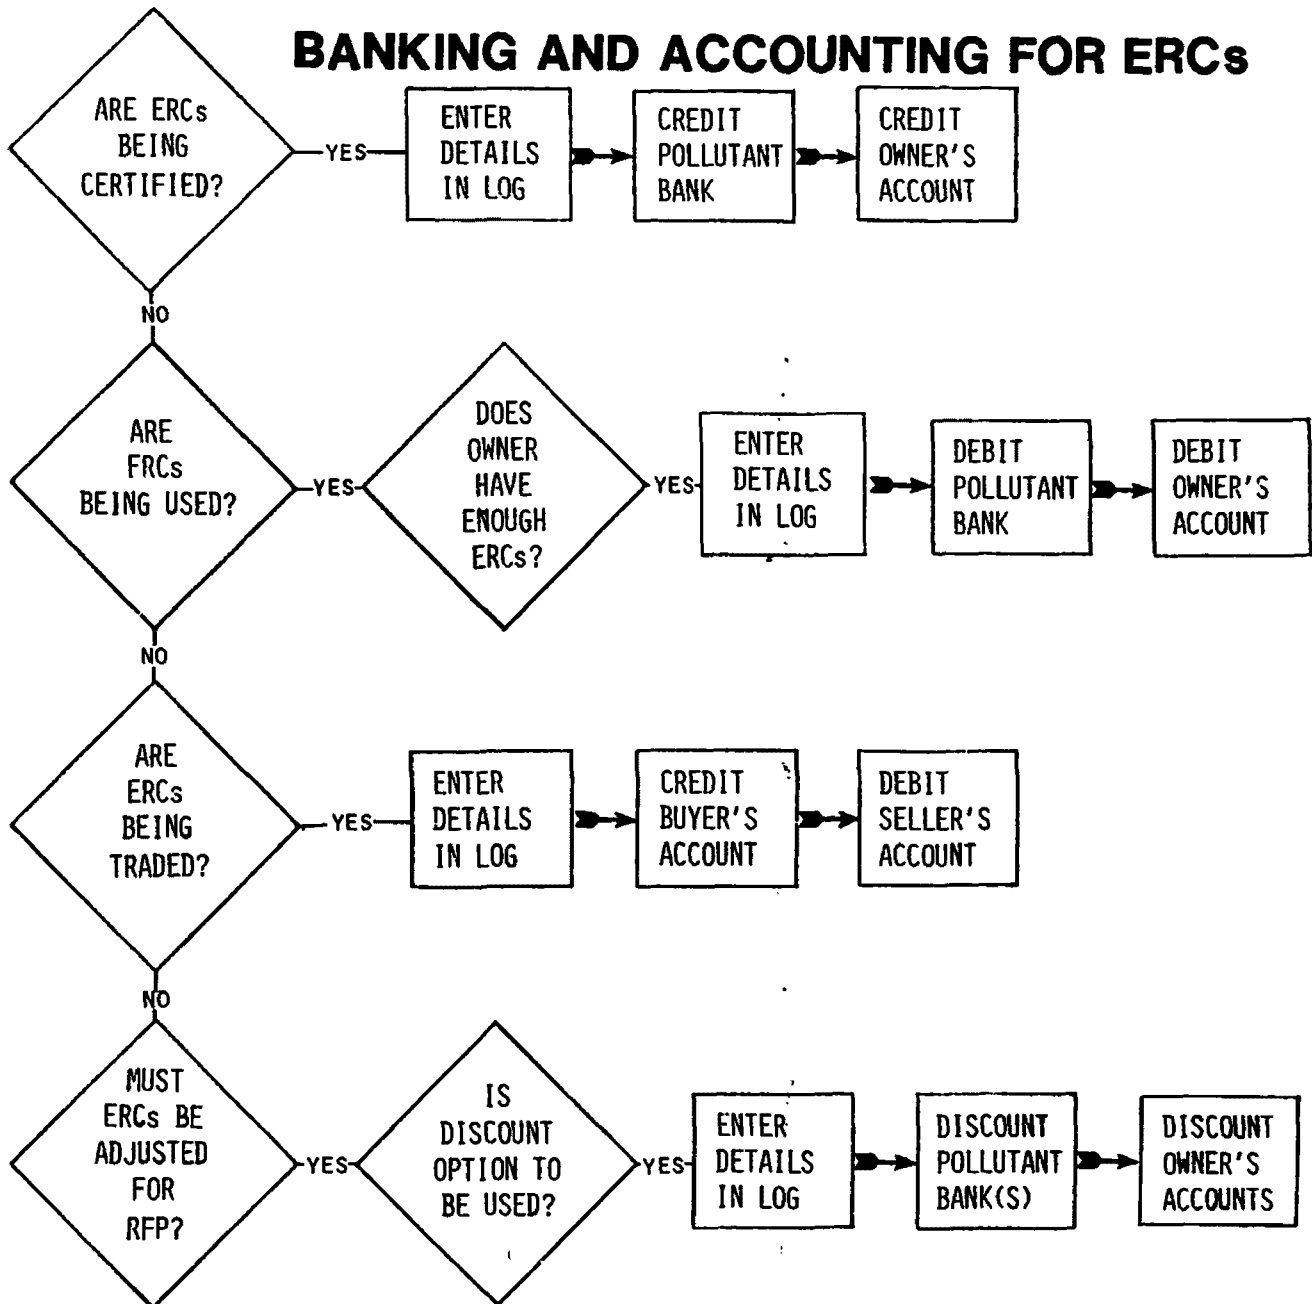 BANKING AND ACCOUNTING FOR ERCs
ARE ERCs
BEING
CERTIFIED?
YES
ENTER
DETAILS
IN LOG
CREDIT
POLLUTANT
BANK
CREDIT
OWNER'S
ACCOUNT
NO
ARE
FRCs
BEING USED?
YES
DOES
OWNER
HAVE
ENOUGH
ERCs?
YES
ENTER
DETAILS
IN LOG
DEBIT
POLLUTANT
BANK
DEBIT
OWNER'S
ACCOUNT
NO
ARE
ERCs
BEING
TRADED?
YES
ENTER
DETAILS
IN LOG
CREDIT
BUYER'S
ACCOUNT
DEBIT
SELLER'S
ACCOUNT
NO
MUST
ERCs BE
ADJUSTED
FOR
RFP?
YES
IS
DISCOUNT
OPTION TO
BE USED?
YES
ENTER
DETAILS
IN LOG
DISCOUNT
POLLUTANT
BANK(S)
DISCOUNT
OWNER'S
ACCOUNTS